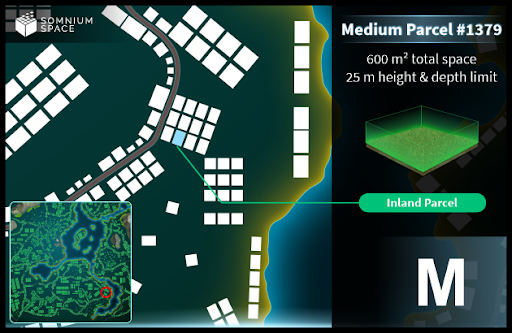 SOMNIUM
SPACE
Medium Parcel #1379
600 m² total space
25 m height & depth limit
Inland Parcel
M